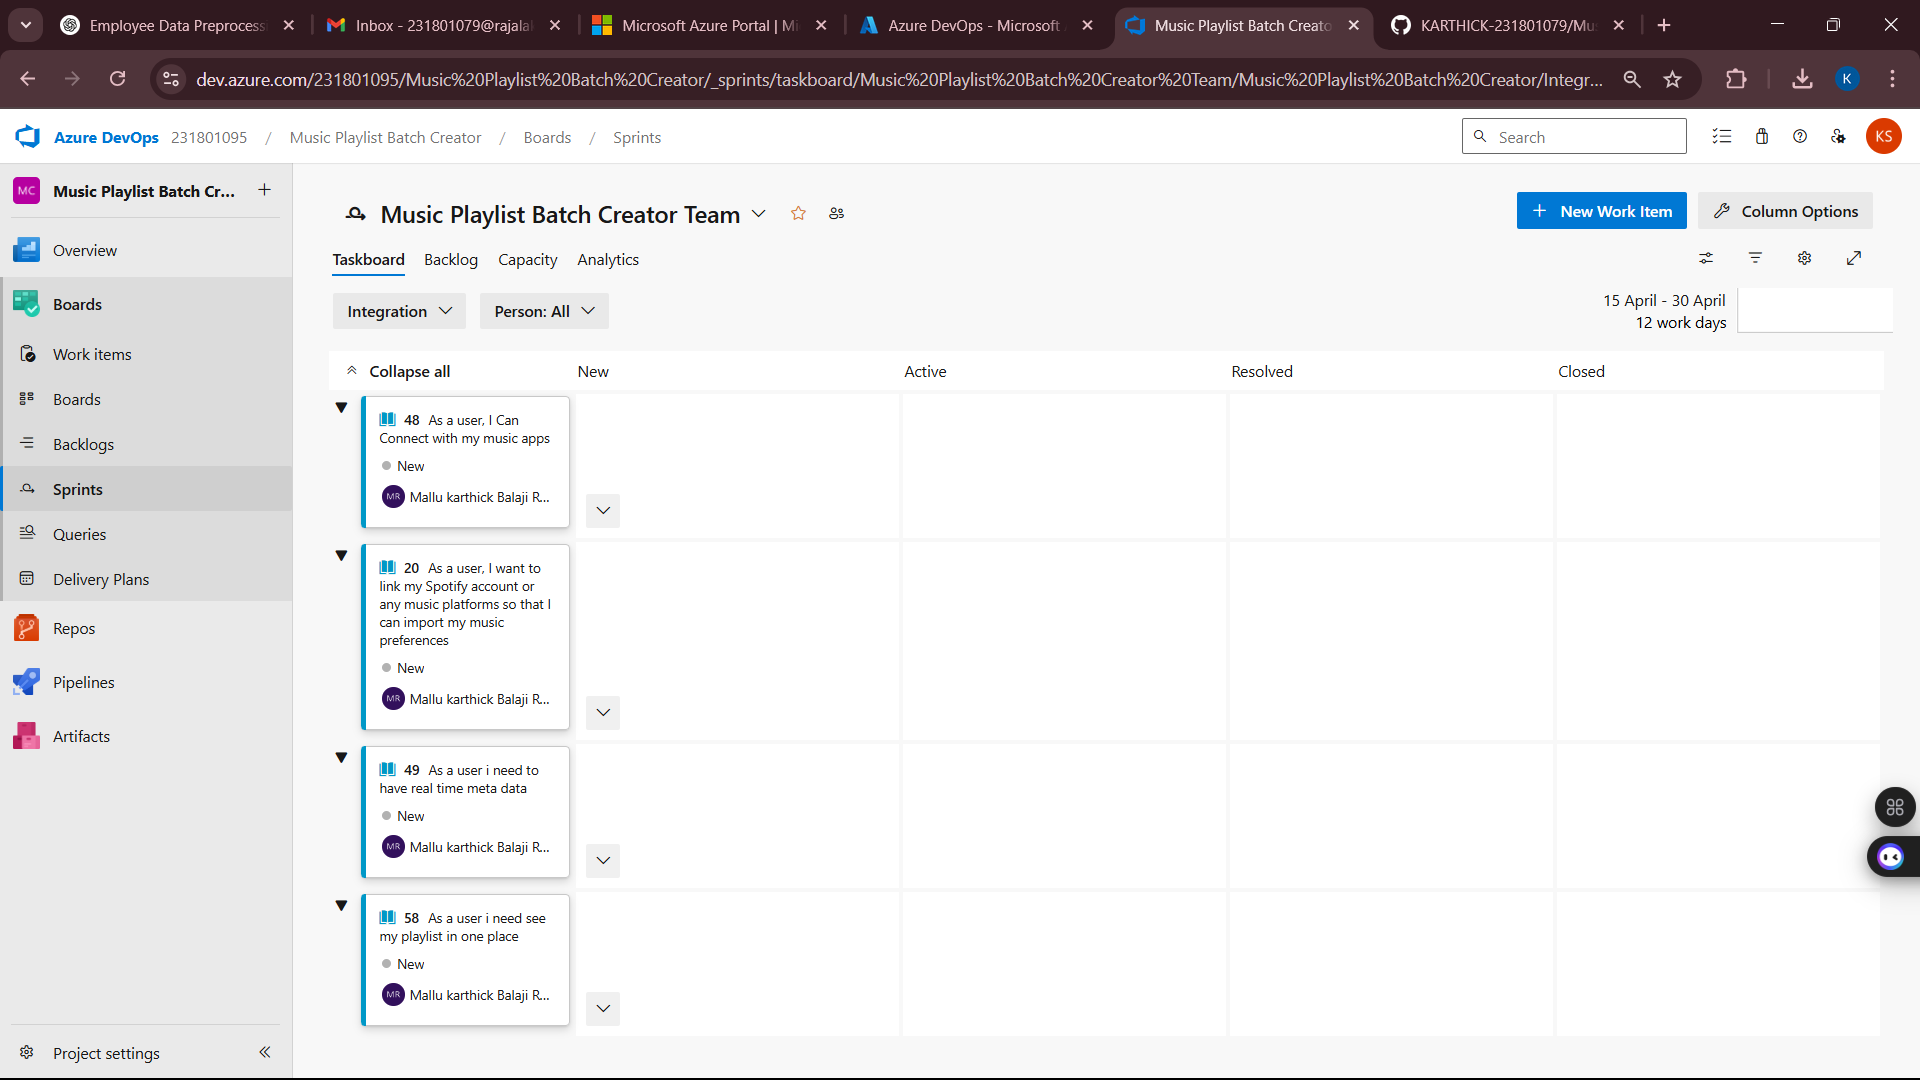 Employee Data Preprocess
Inbox - 231801079@rajala
Microsoft Azure Portal | Mi
Azure DevOps - Microsoft
Music Playlist Batch Creato
KARTHICK-231801079/Mus
dev.azure.com/231801095/Music%20Playlist%20Batch%20Creator/_sprints/taskboard/Music%20Playlist%20Batch%20Creator%20Team/Music%20Playlist%20Batch%20Creator/Integr...
K
Azure DevOps 231801095 / Music Playlist Batch Creator / Boards / Sprints
Search
KS
MC Music Playlist Batch Cr...
Overview
Boards
Work items
Boards
Backlogs
Sprints
Queries
Delivery Plans
Repos
Pipelines
Artifacts
Project settings
Music Playlist Batch Creator Team
New Work Item
Column Options
Taskboard Backlog Capacity Analytics
Integration
Person: All
15 April - 30 April
12 work days
Collapse all New Active Resolved Closed
48 As a user, I Can
Connect with my music apps
New
MR Mallu karthick Balaji R...
20 As a user, I want to
link my Spotify account or
any music platforms so that I
can import my music
preferences
New
MR Mallu karthick Balaji R...
49 As a user i need to
have real time meta data
New
MR Mallu karthick Balaji R...
58 As a user i need see
my playlist in one place
New
MR Mallu karthick Balaji R...